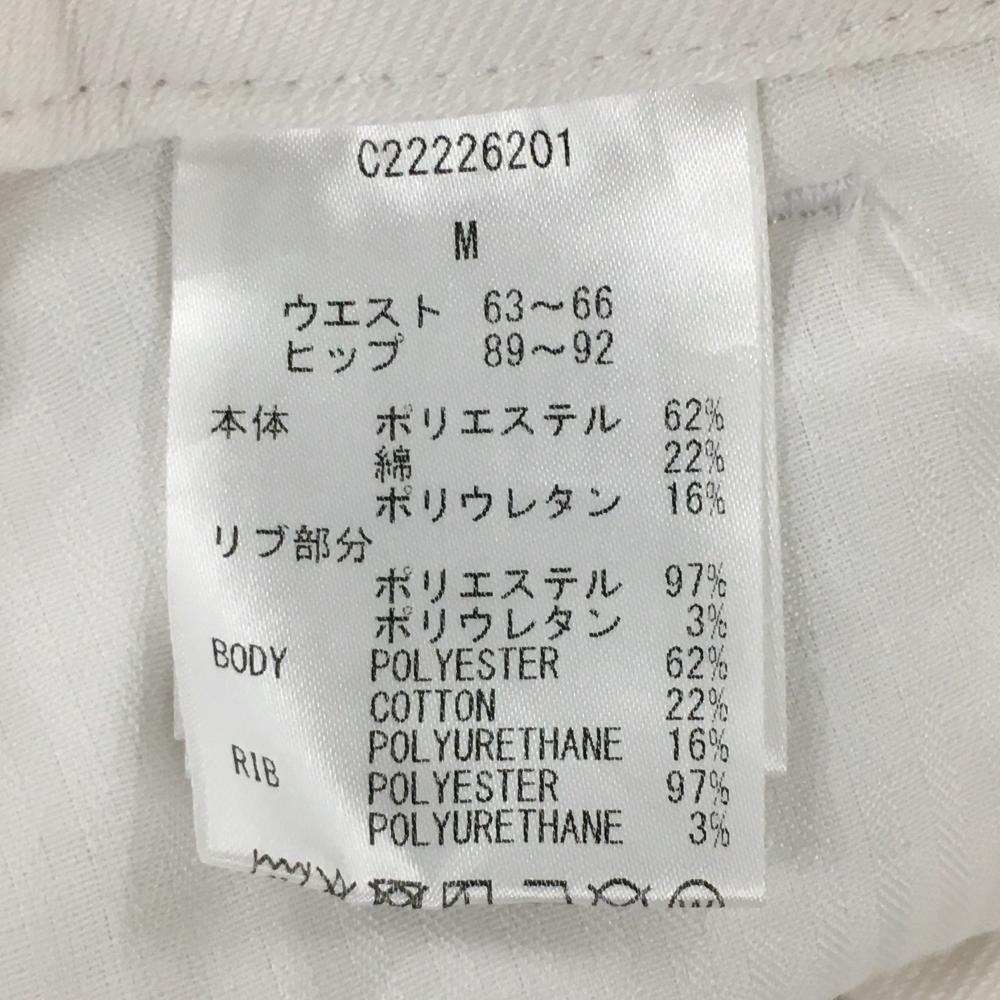 C22226201
M
ウエスト 63～66
ヒップ 89～92
本体 ポリエステル 62%
綿 22%
ポリウレタン 16%
リブ部分
ポリエステル 97%
ポリウレタン 3%
BODY POLYESTER 62%
COTTON 22%
POLYURETHANE 16%
RIB POLYESTER 97%
POLYURETHANE 3%